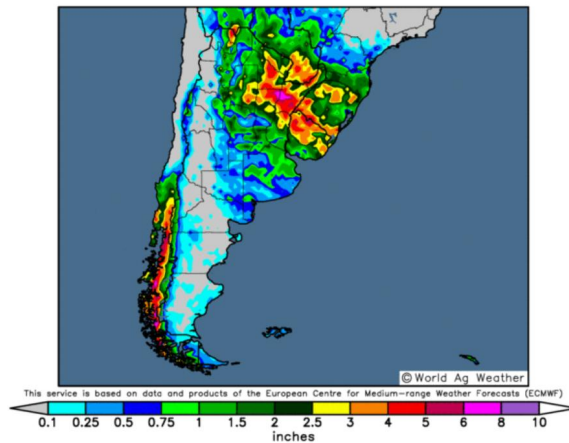 © World Ag Weather
This service is based on data and products of the European Centre for Medium-range Weather Forecasts (ECMWF)
0.1 0.25 0.5 0.75 1 1.5 2 2.5 3 4 5 6 8 10
inches